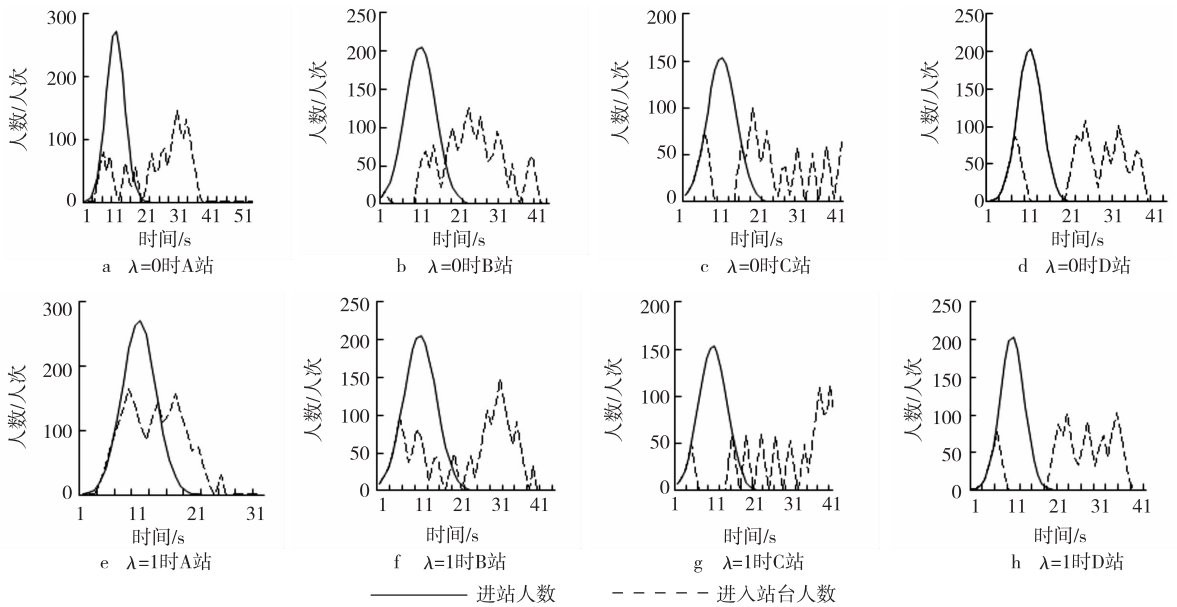 300
200
100
0
人数/人次
1 11 21 31 41 51
时间/s
a λ=0时A站
250
200
150
100
50
0
人数/人次
1 11 21 31 41
时间/s
b λ=0时B站
200
150
100
50
0
人数/人次
1 11 21 31 41
时间/s
c λ=0时C站
250
200
150
100
50
0
人数/人次
1 11 21 31 41
时间/s
d λ=0时D站
300
200
100
0
人数/人次
1 11 21 31
时间/s
e λ=1时A站
250
200
150
100
50
0
人数/人次
1 11 21 31 41
时间/s
f λ=1时B站
200
150
100
50
0
人数/人次
1 11 21 31 41
时间/s
g λ=1时C站
250
200
150
100
50
0
人数/人次
1 11 21 31 41
时间/s
h λ=1时D站
进站人数 进入站台人数